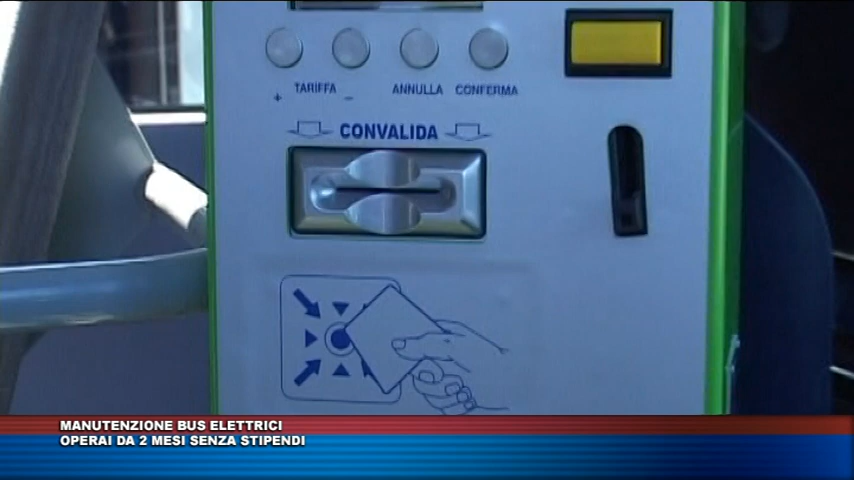 + TARIFFA −
ANNULLA
CONFERMA
CONVALIDA
MANUTENZIONE BUS ELETTRICI
OPERAI DA 2 MESI SENZA STIPENDI